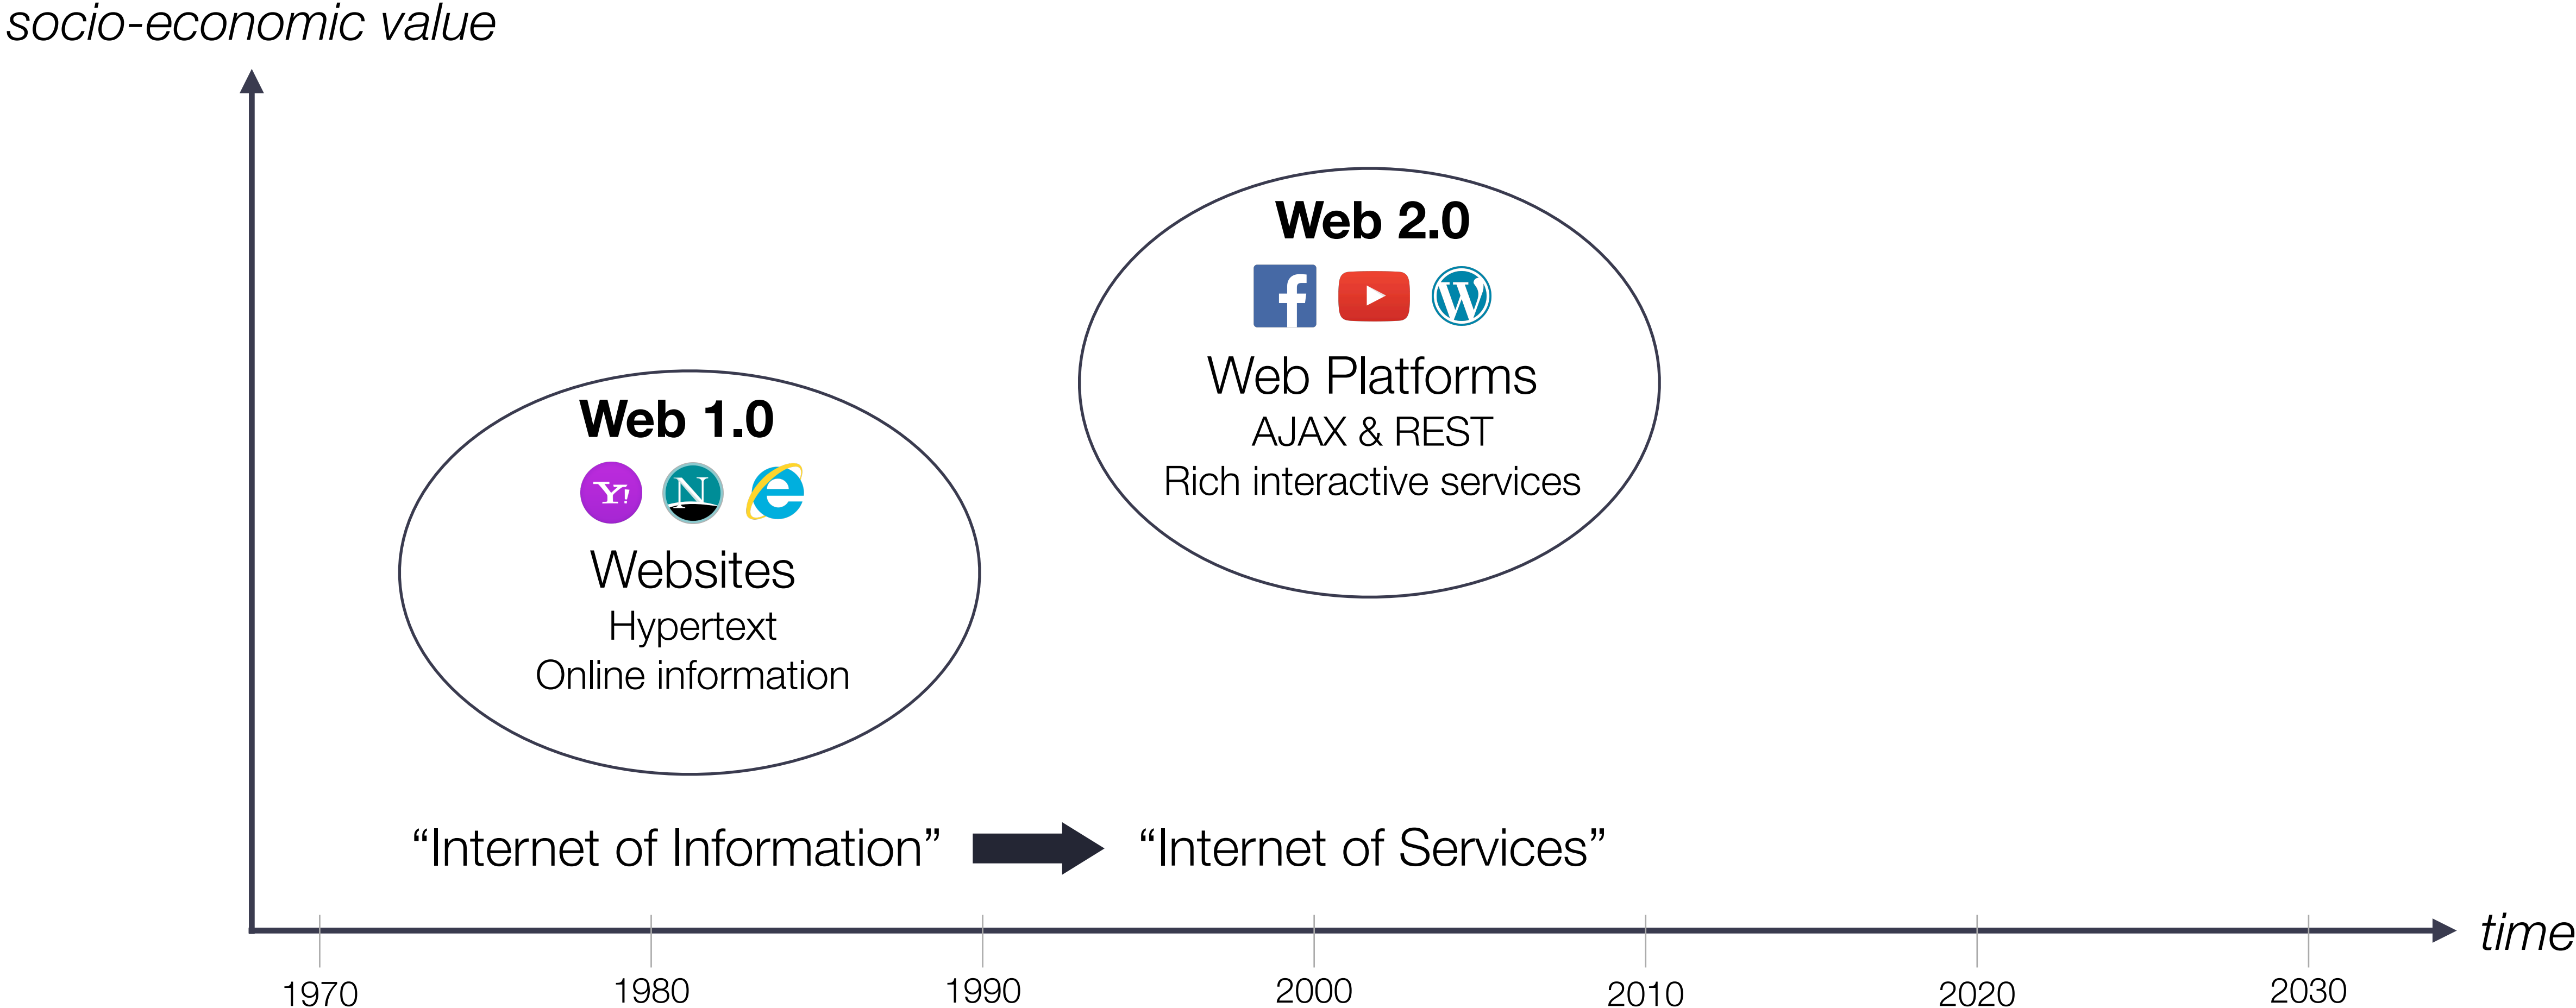 socio-economic value
Web 2.0
Web Platforms
AJAX & REST
Rich interactive services
Web 1.0
Y!
N
Websites
Hypertext
Online information
“Internet of Information”
“Internet of Services”
time
1970
1980
1990
2000
2010
2020
2030